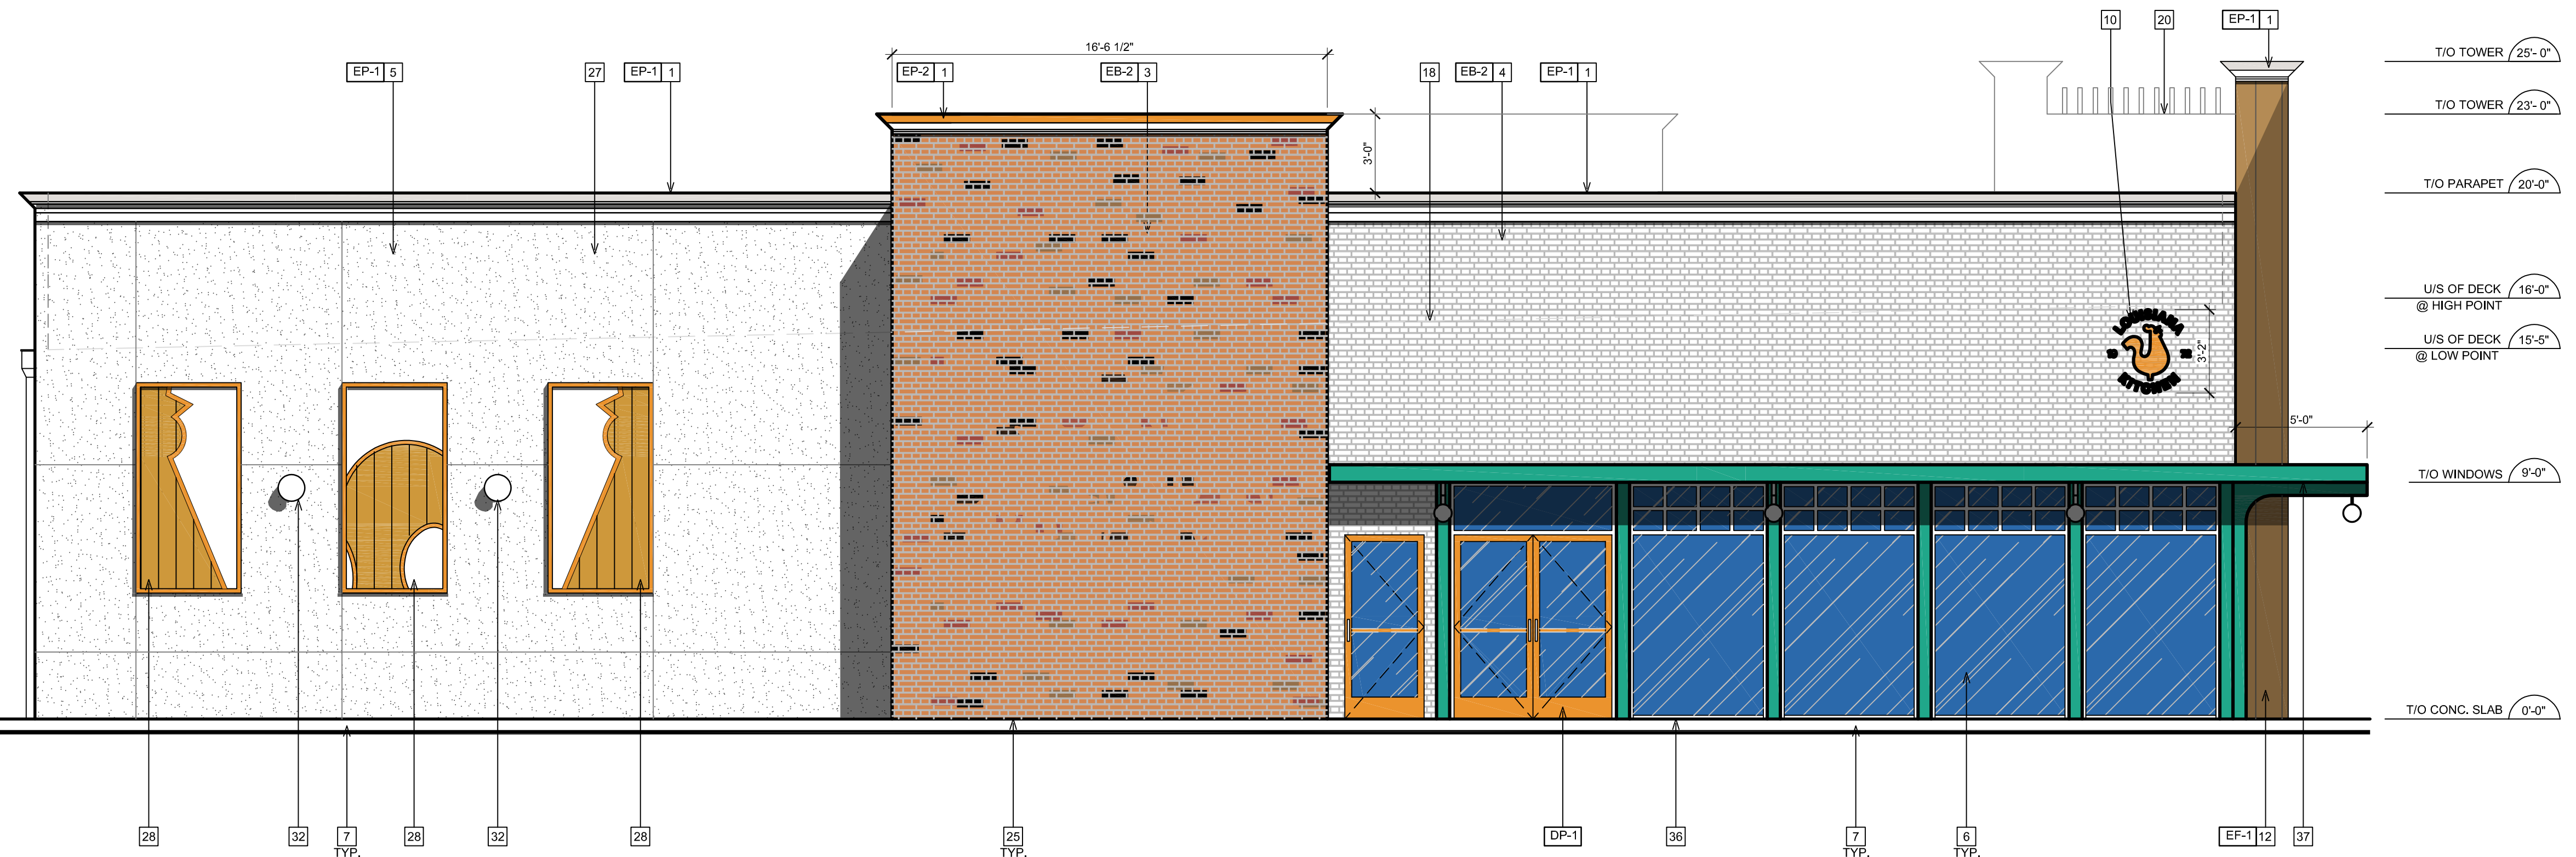 10 20 EP-1 1
16'-6 1/2"
T/O TOWER 25'- 0"
EP-1 5 27 EP-1 1 EP-2 1 EB-2 3 18 EB-2 4 EP-1 1
T/O TOWER 23'- 0"
3'-0"
T/O PARAPET 20'-0"
U/S OF DECK 16'-0"
@ HIGH POINT
LOUISIANA
3'-2"
KITCHEN
U/S OF DECK 15'-5"
@ LOW POINT
5'-0"
T/O WINDOWS 9'-0"
T/O CONC. SLAB 0'-0"
28 32 7 28 32 28 25 DP-1 36 7 6 EF-1 12 37
TYP. TYP. TYP. TYP.